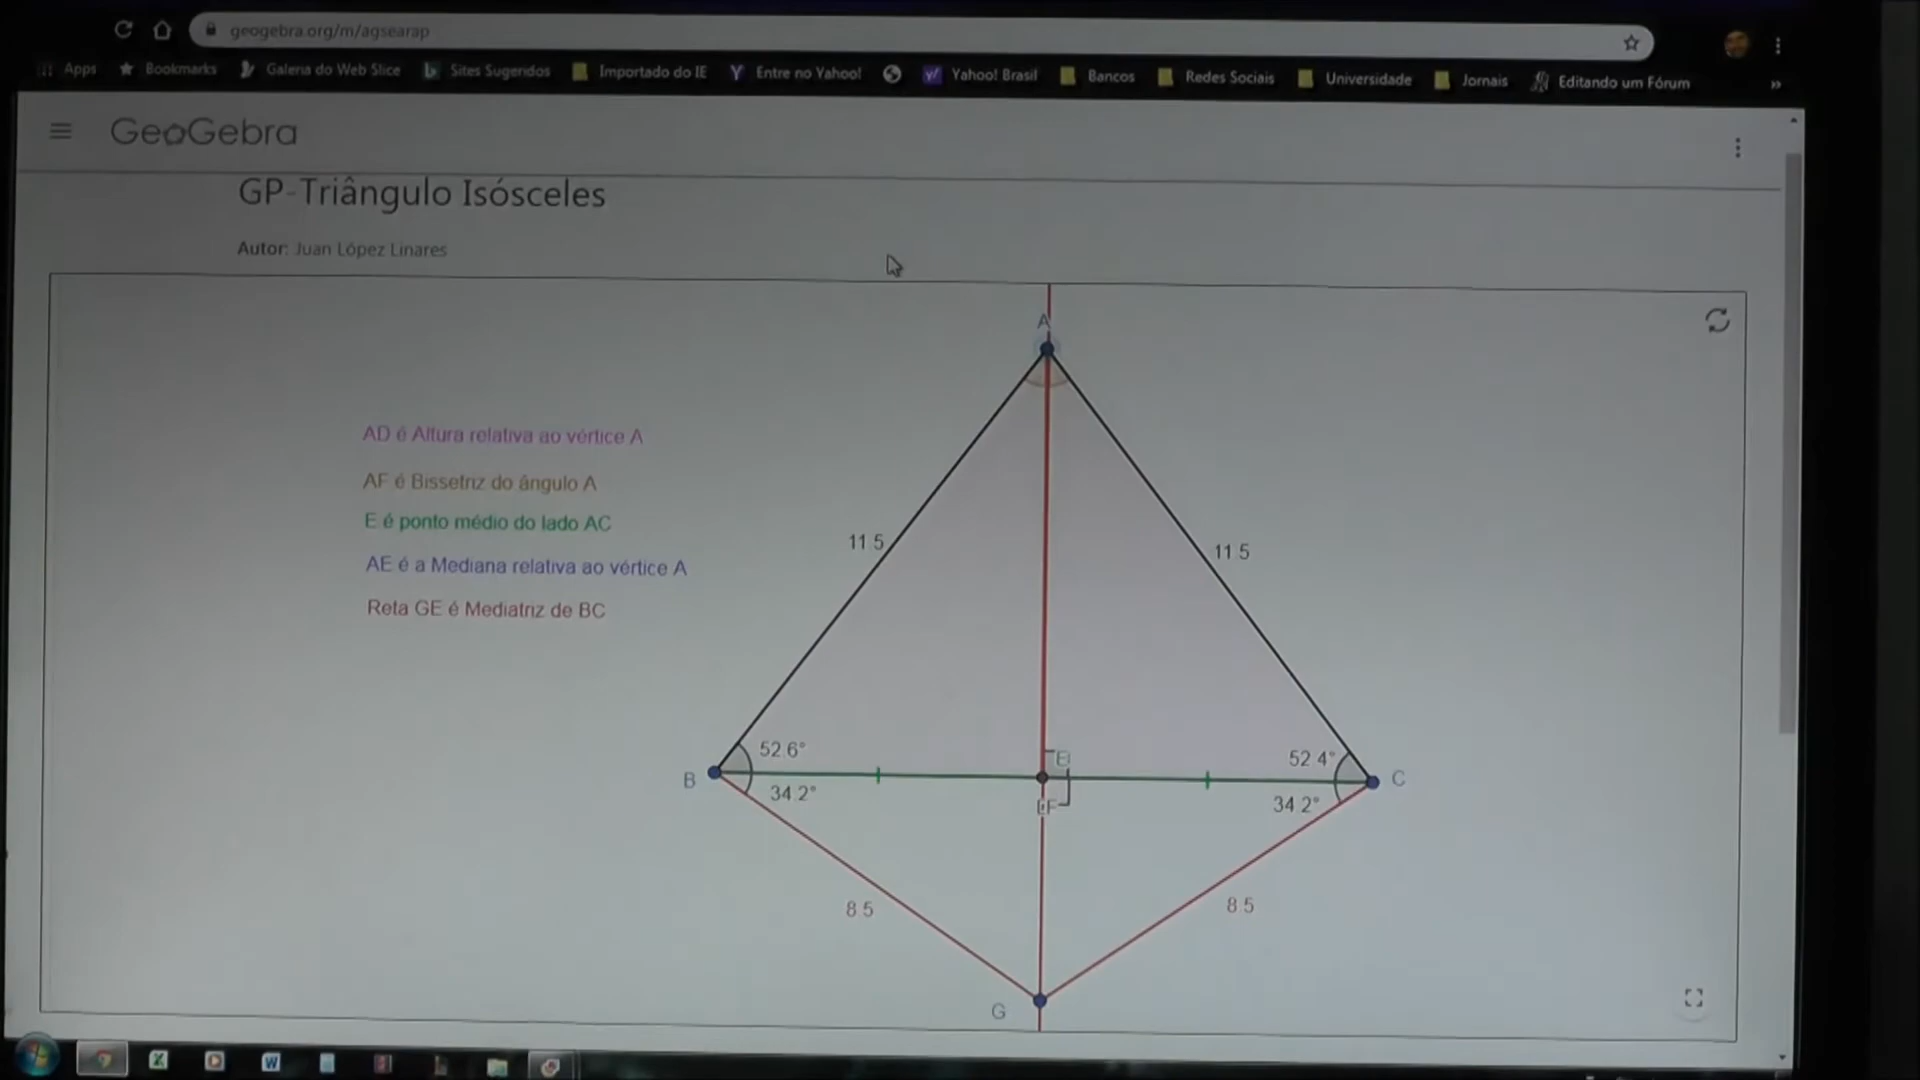 geogebra.org/m/agsearap
Apps Bookmarks Galeria do Web Slice Sites Sugeridos Importado do IE Entre no Yahoo! Yahoo! Brasil Bancos Redes Sociais Universidade Jornais Editando um Fórum »
GeoGebra
GP-Triângulo Isósceles
Autor: Juan López Linares
A
AD é Altura relativa ao vértice A
AF é Bissetriz do ângulo A
E é ponto médio do lado AC
AE é a Mediana relativa ao vértice A
Reta GE é Mediatriz de BC
11.5
11.5
52.6°
52.4°
B
E
C
34.2°
34.2°
F
8.5
8.5
G